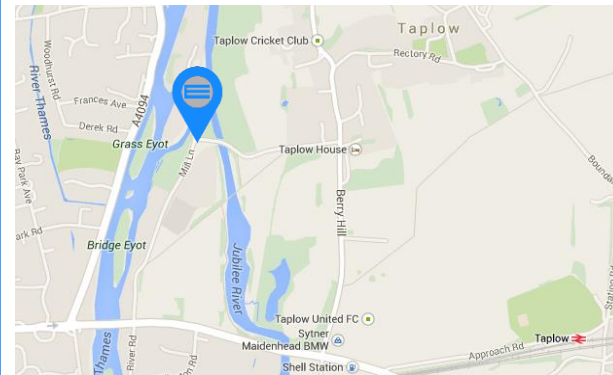 Taplow
Taplow Cricket Club
Rectory Rd
Woodhurst Rd
River Thames
A4094
Frances Ave
Derek Rd
Grass Eyot
Mill Ln
Taplow House
Boundar
Ray Park Ave
ark Rd
Berry Hill
Bridge Eyot
Jubilee River
Station Rd
Taplow United FC
Sytner
Maidenhead BMW
Taplow
Approach Rd
Shell Station
Thames
River Rd